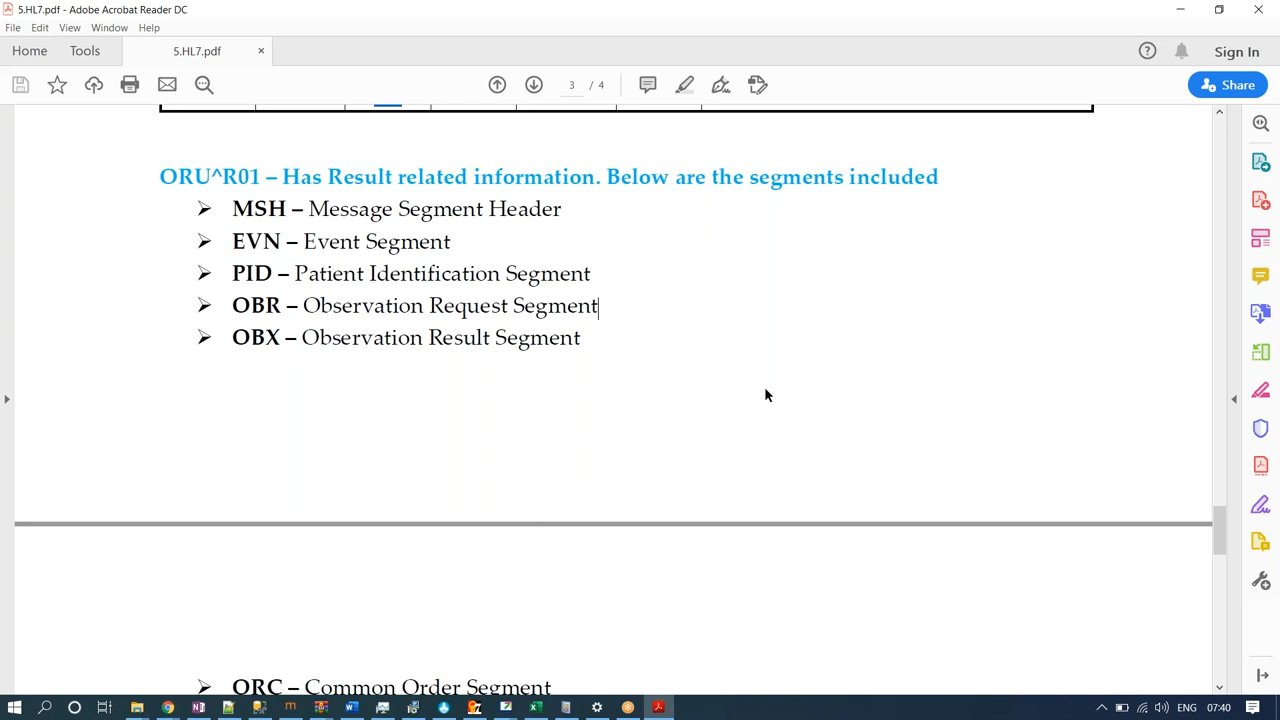 5.HL7.pdf - Adobe Acrobat Reader DC
File Edit View Window Help
Home Tools 5.HL7.pdf × Sign In
3 / 4 Share
ORU^R01 – Has Result related information. Below are the segments included
➢ MSH – Message Segment Header
➢ EVN – Event Segment
➢ PID – Patient Identification Segment
➢ OBR – Observation Request Segment
➢ OBX – Observation Result Segment
➢ ORC – Common Order Segment
ENG 07:40